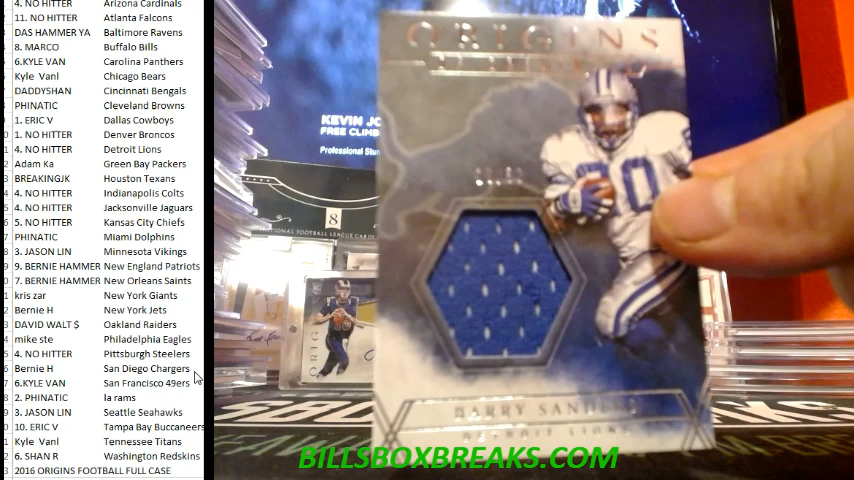 4. NO HITTER Arizona Cardinals
11. NO HITTER Atlanta Falcons
DAS HAMMER YA Baltimore Ravens
8. MARCO Buffalo Bills
6.KYLE VAN Carolina Panthers
Kyle Vanl Chicago Bears
DADDYSHAN Cincinnati Bengals
PHINATIC Cleveland Browns
1. ERIC V Dallas Cowboys
1. NO HITTER Denver Broncos
4. NO HITTER Detroit Lions
Adam Ka Green Bay Packers
BREAKINGJK Houston Texans
4. NO HITTER Indianapolis Colts
4. NO HITTER Jacksonville Jaguars
5. NO HITTER Kansas City Chiefs
PHINATIC Miami Dolphins
3. JASON LIN Minnesota Vikings
9. BERNIE HAMMER New England Patriots
7. BERNIE HAMMER New Orleans Saints
kris zar New York Giants
Bernie H New York Jets
DAVID WALT $ Oakland Raiders
mike ste Philadelphia Eagles
4. NO HITTER Pittsburgh Steelers
Bernie H San Diego Chargers
6.KYLE VAN San Francisco 49ers
2. PHINATIC la rams
3. JASON LIN Seattle Seahawks
10. ERIC V Tampa Bay Buccaneers
Kyle Vanl Tennessee Titans
6. SHAN R Washington Redskins
2016 ORIGINS FOOTBALL FULL CASE
ORIGINS
KEVIN JO
FREE CLIMB
Professional Stun
8
NATIONAL FOOTBALL LEAGUE CARDS
80
BARRY SANDERS
DETROIT LIONS
BILLSBOXBREAKS.COM